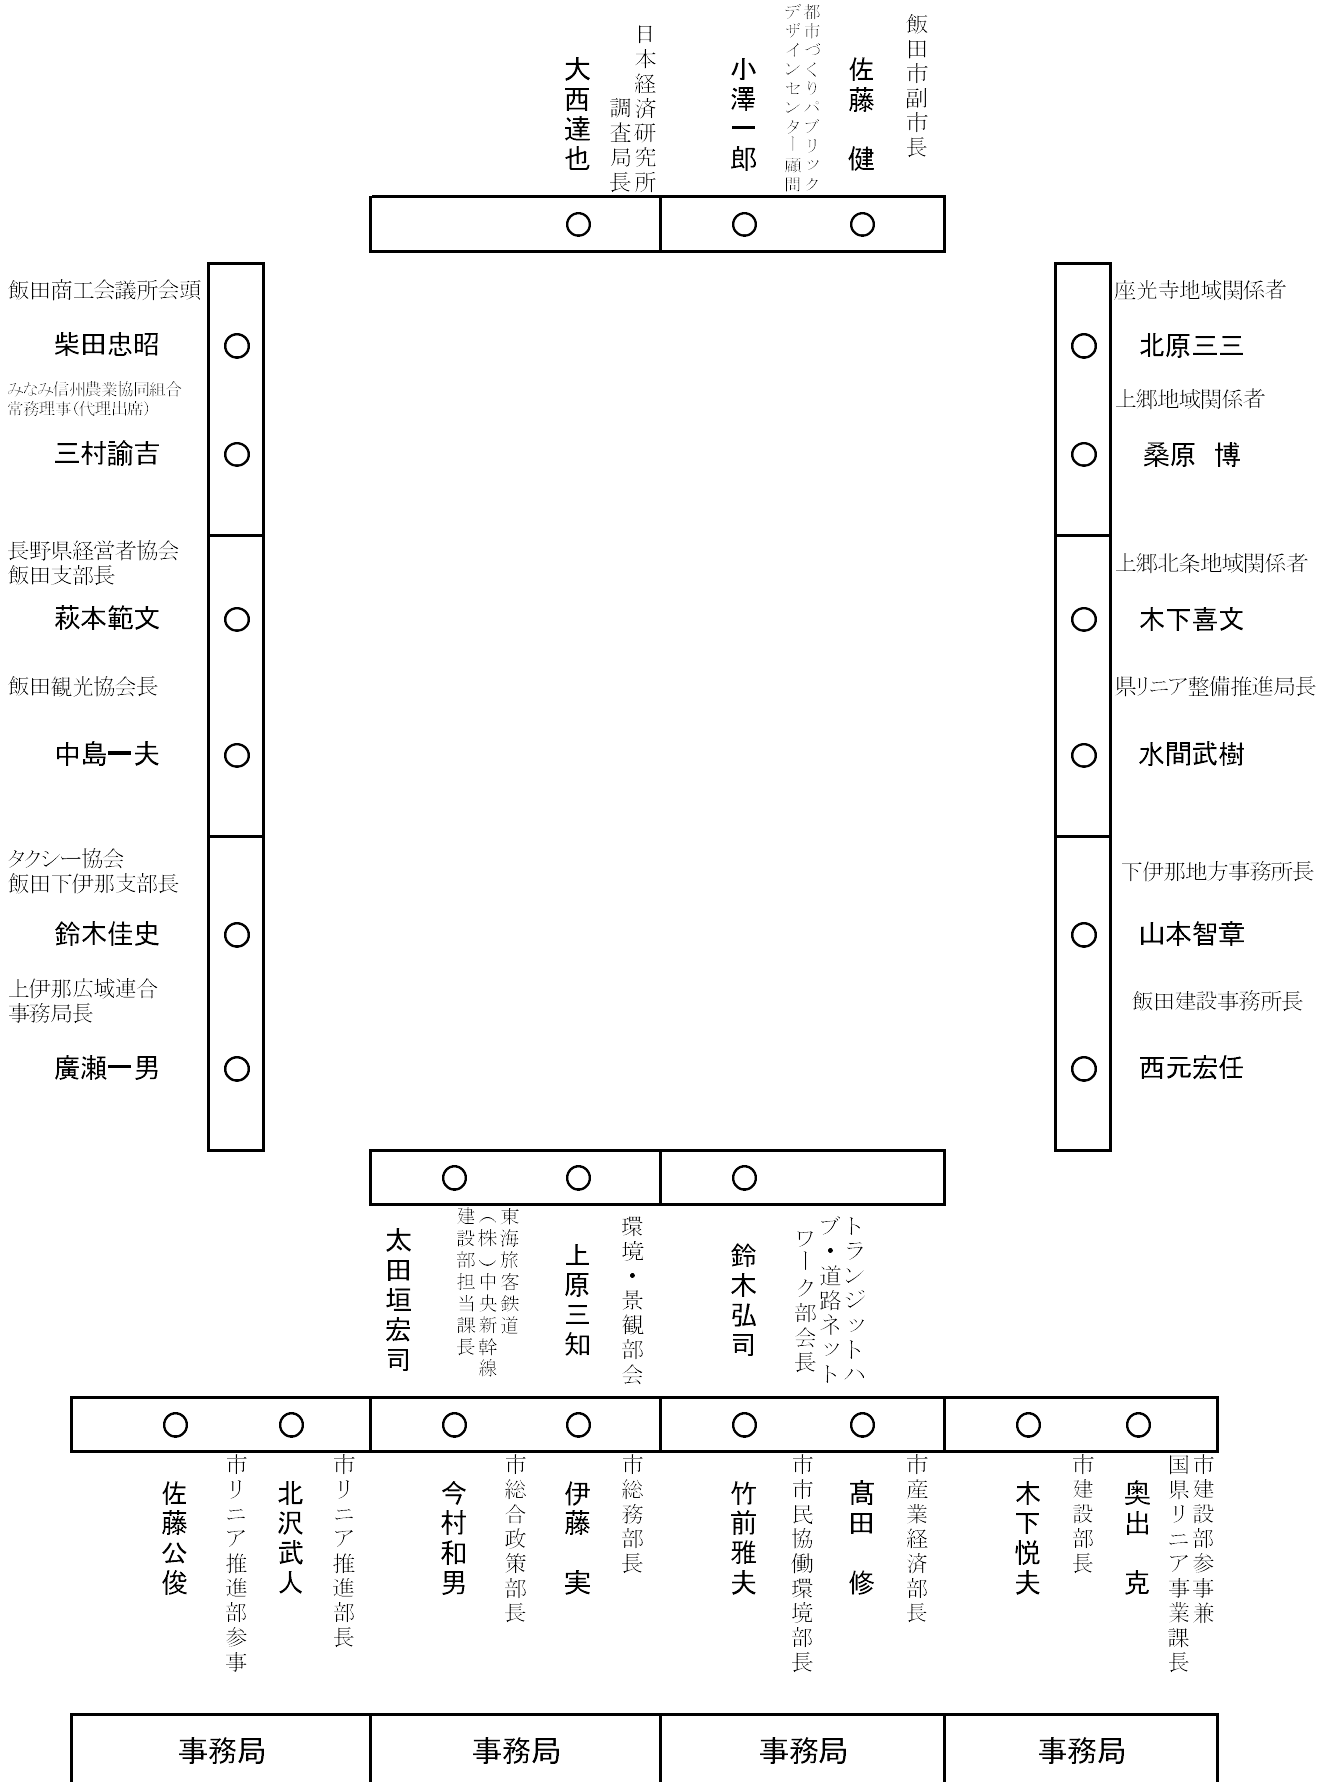 飯田市副市長
佐藤　健
都市づくりパブリック
デザインセンター顧問
小澤一郎
日本経済研究所
調査局長
大西達也
飯田商工会議所会頭
柴田忠昭
みなみ信州農業協同組合
常務理事(代理出席)
三村諭吉
長野県経営者協会
飯田支部長
萩本範文
飯田観光協会長
中島一夫
タクシー協会
飯田下伊那支部長
鈴木佳史
上伊那広域連合
事務局長
廣瀬一男
座光寺地域関係者
北原三三
上郷地域関係者
桑原　博
上郷北条地域関係者
木下喜文
県リニア整備推進局長
水間武樹
下伊那地方事務所長
山本智章
飯田建設事務所長
西元宏任
トランジットハ
ブ・道路ネット
ワーク部会長
鈴木弘司
環境・景観部会
上原三知
東海旅客鉄道
（株）中央新幹線
建設部担当課長
太田垣宏司
市建設部参事兼
国県リニア事業課長
奥出　克
市建設部長
木下悦夫
市産業経済部長
髙田　修
市市民協働環境部長
竹前雅夫
市総務部長
伊藤　実
市総合政策部長
今村和男
市リニア推進部長
北沢武人
市リニア推進部参事
佐藤公俊
事務局
事務局
事務局
事務局